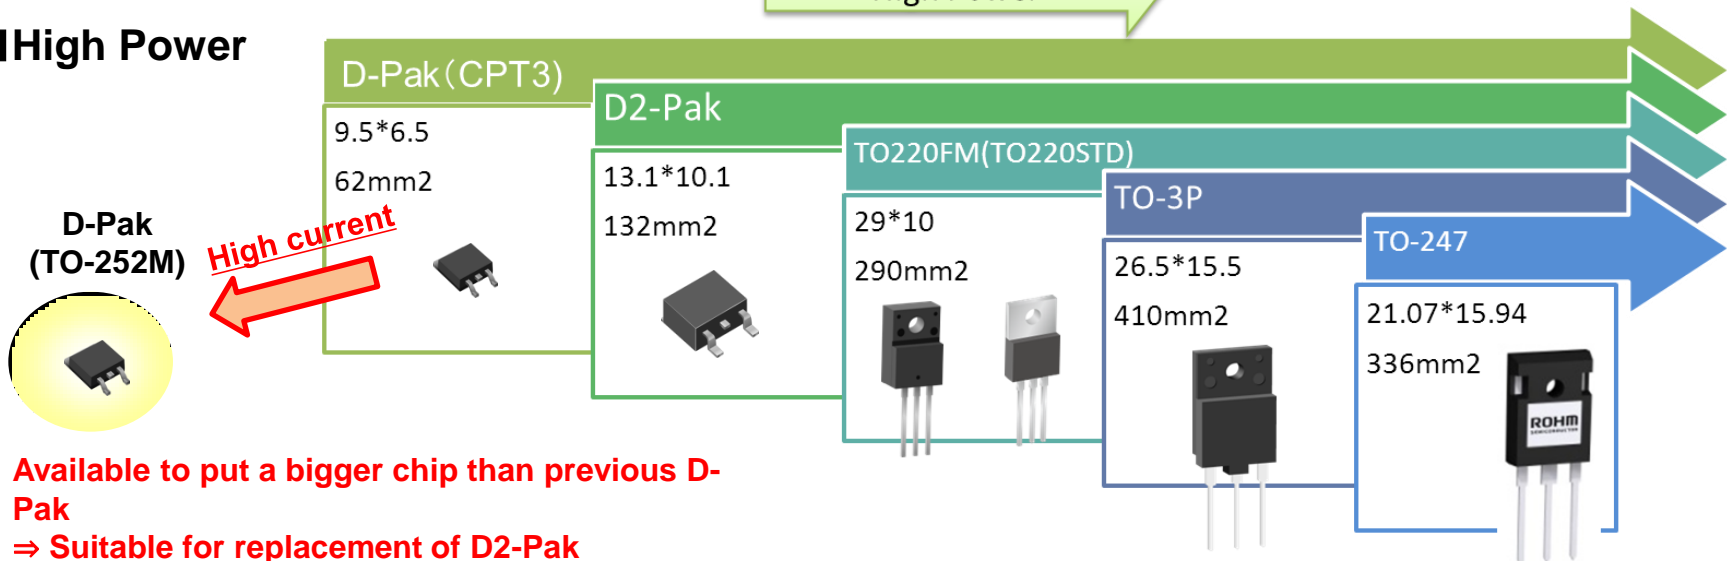 High Power
D-Pak(CPT3)
9.5*6.5
62mm2
D2-Pak
13.1*10.1
132mm2
TO220FM(TO220STD)
29*10
290mm2
TO-3P
26.5*15.5
410mm2
TO-247
21.07*15.94
336mm2
ROHM
SEMICONDUCTOR
D-Pak
(TO-252M)
High current
Available to put a bigger chip than previous D-
Pak
⇒ Suitable for replacement of D2-Pak